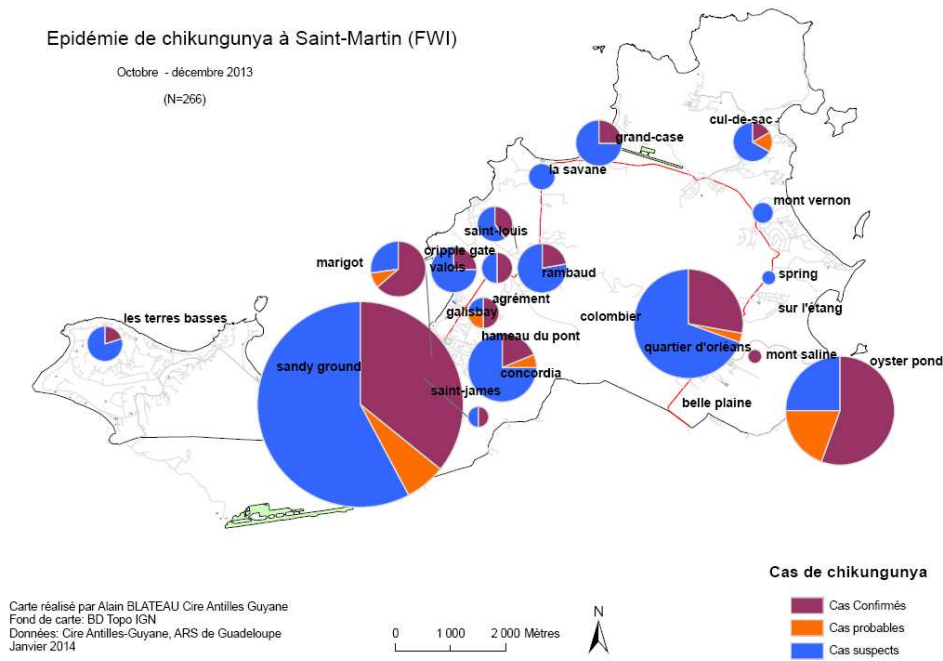 Epidémie de chikungunya à Saint-Martin (FWI)
Octobre - décembre 2013
(N=266)
cul-de-sac
grand-case
la savane
mont vernon
saint-louis
marigot
cripple gate
valois
rambaud
spring
agrément
galisbay
sur l'étang
colombier
les terres basses
hameau du pont
quartier d'orléans
mont saline
sandy ground
concordia
oyster pond
saint-james
belle plaine
Cas de chikungunya
Cas Confirmés
Cas probables
Cas suspects
Carte réalisé par Alain BLATEAU Cire Antilles Guyane
Fond de carte: BD Topo IGN
Données: Cire Antilles-Guyane, ARS de Guadeloupe
Janvier 2014
N
0 1 000 2 000 Mètres